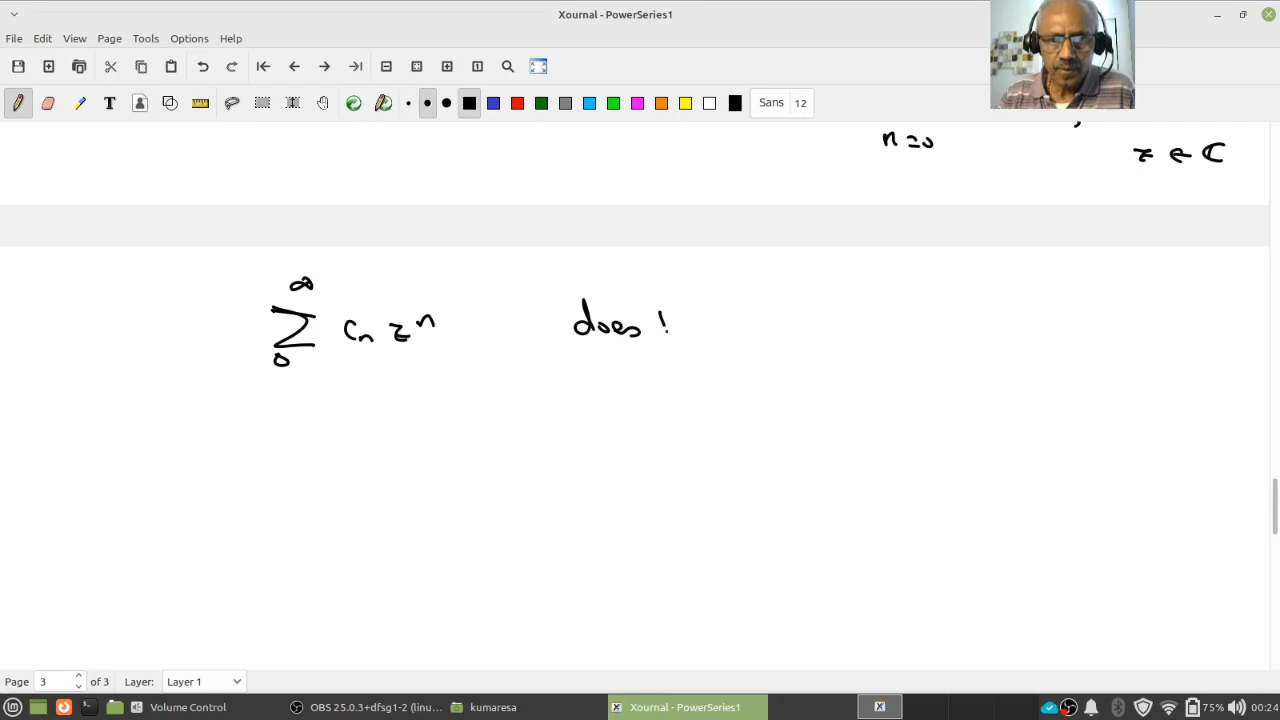 Xournal - PowerSeries1
File Edit View Page Tools Options Help
Sans 12
n = 0
z ∈ ℂ
∞
∑ cₙ zⁿ does !
0
Page 3 of 3 Layer: Layer 1
Volume Control OBS 25.0.3+dfsg1-2 (linu... kumaresa Xournal - PowerSeries1 75% 00:24